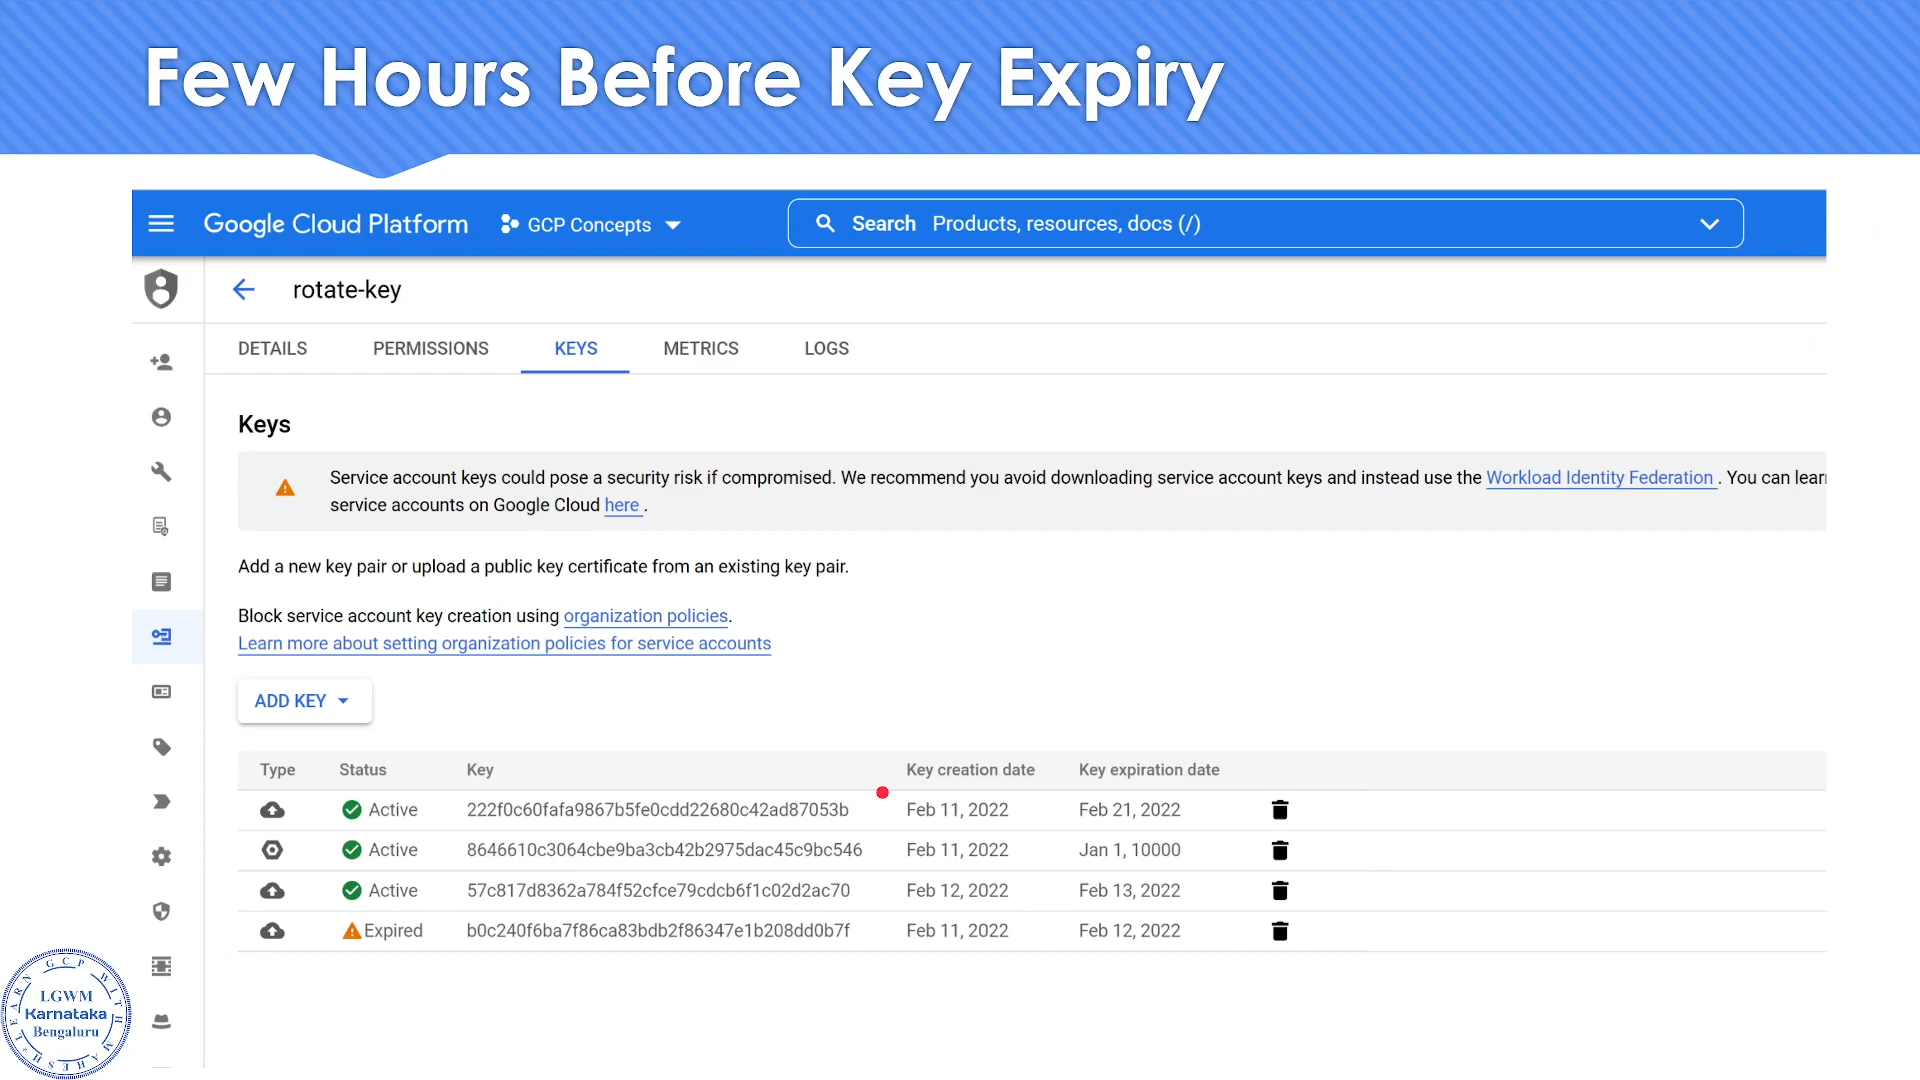 Few Hours Before Key Expiry
Google Cloud Platform
GCP Concepts
Search Products, resources, docs (/)
rotate-key
DETAILS PERMISSIONS KEYS METRICS LOGS
Keys
Service account keys could pose a security risk if compromised. We recommend you avoid downloading service account keys and instead use the Workload Identity Federation . You can lear
service accounts on Google Cloud here .
Add a new key pair or upload a public key certificate from an existing key pair.
Block service account key creation using organization policies.
Learn more about setting organization policies for service accounts
ADD KEY
Type Status Key Key creation date Key expiration date
Active 222f0c60fafa9867b5fe0cdd22680c42ad87053b Feb 11, 2022 Feb 21, 2022
Active 8646610c3064cbe9ba3cb42b2975dac45c9bc546 Feb 11, 2022 Jan 1, 10000
Active 57c817d8362a784f52cfce79cdcb6f1c02d2ac70 Feb 12, 2022 Feb 13, 2022
Expired b0c240f6ba7f86ca83bdb2f86347e1b208dd0b7f Feb 11, 2022 Feb 12, 2022
LEARN GCP WITH MAHESH
LGWM
Karnataka
Bengaluru